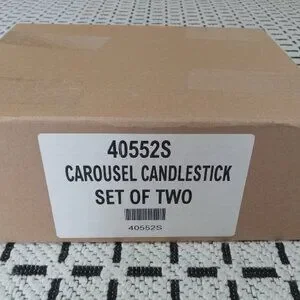 40552S
CAROUSEL CANDLESTICK
SET OF TWO
40552S